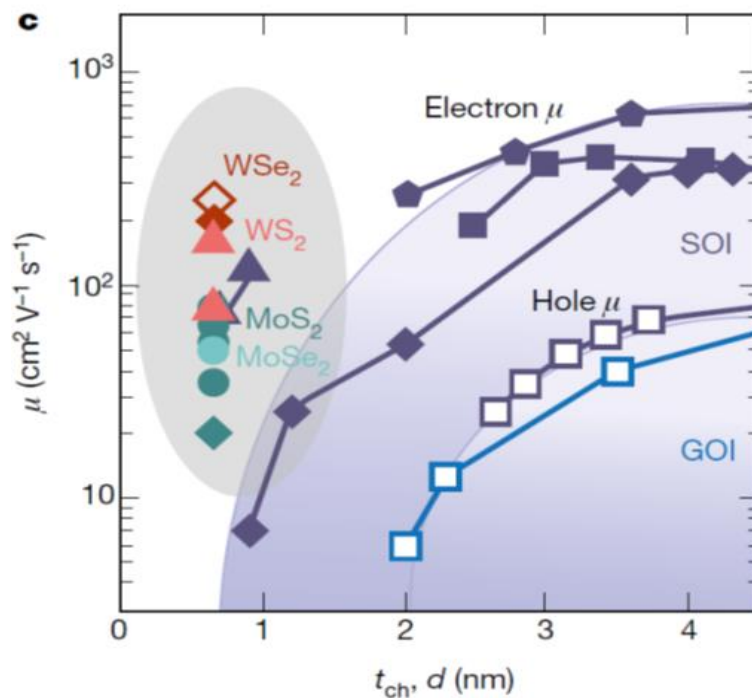 c
10³
Electron μ
WSe₂
WS₂
SOI
10²
Hole μ
MoS₂
MoSe₂
μ (cm² V⁻¹ s⁻¹)
GOI
10
0 1 2 3 4
t_ch, d (nm)